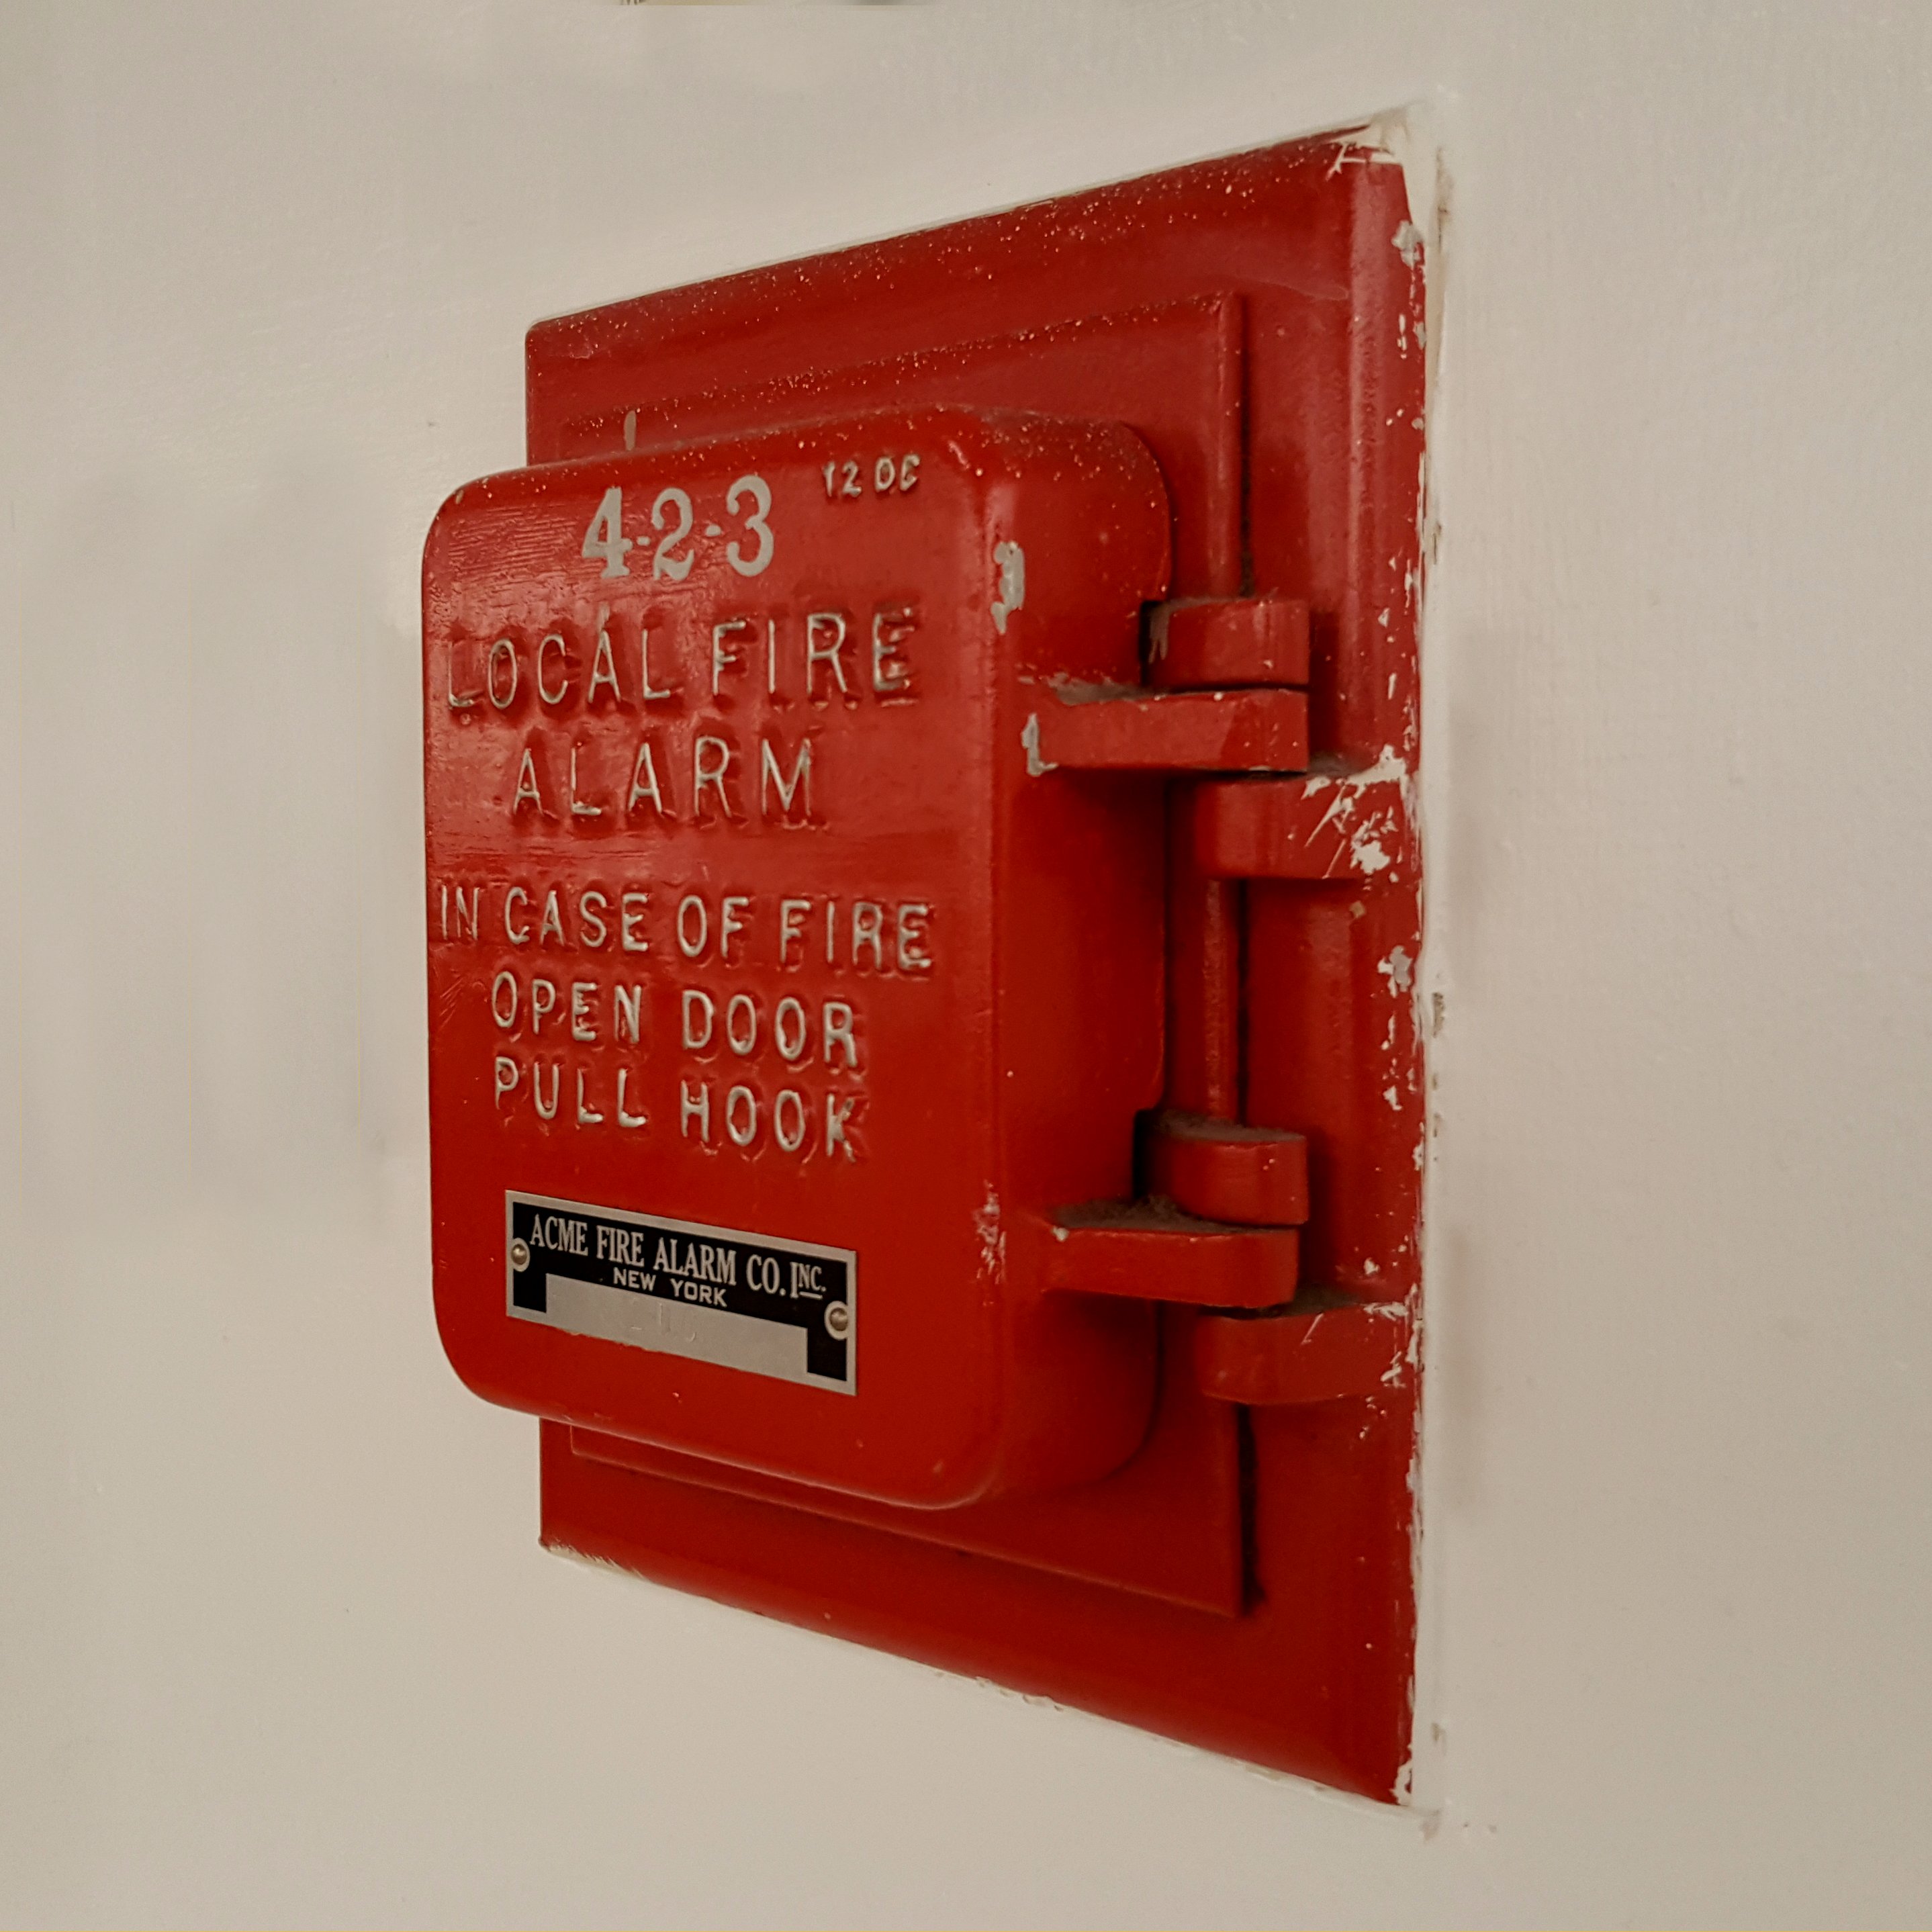 4-2-3
12 DC
LOCAL FIRE
ALARM
IN CASE OF FIRE
OPEN DOOR
PULL HOOK
ACME FIRE ALARM CO. INC.
NEW YORK